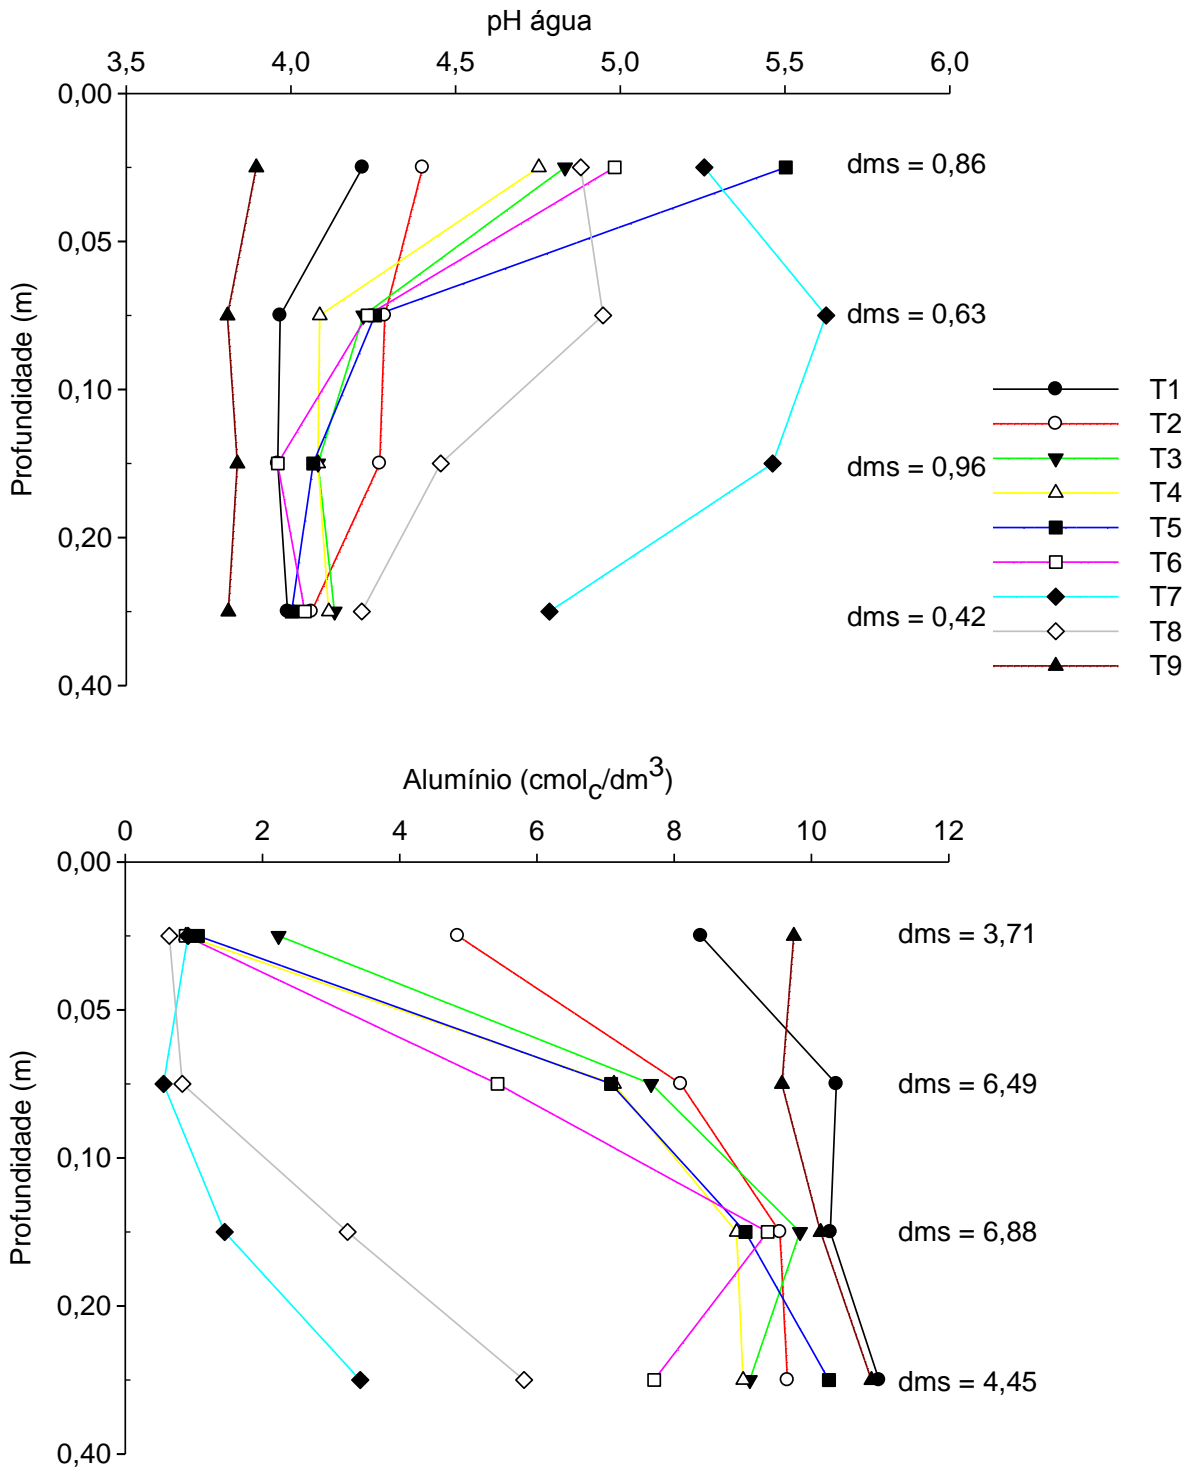 pH água
3,5 4,0 4,5 5,0 5,5 6,0
0,00
dms = 0,86
0,05
dms = 0,63
Profundidade (m)
0,10
T1
T2
dms = 0,96
T3
T4
0,20
T5
T6
T7
dms = 0,42
T8
T9
0,40
Alumínio (cmolc/dm3)
0 2 4 6 8 10 12
0,00
dms = 3,71
0,05
dms = 6,49
Profundidade (m)
0,10
dms = 6,88
0,20
dms = 4,45
0,40